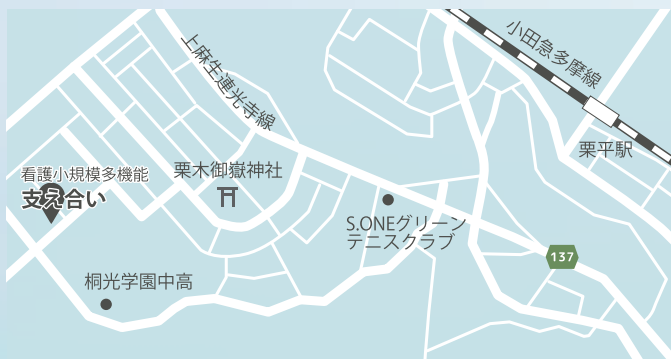 小田急多摩線
上麻生連光寺線
栗平駅
看護小規模多機能
支え合い
栗木御嶽神社
S.ONEグリーン
テニスクラブ
137
桐光学園中高